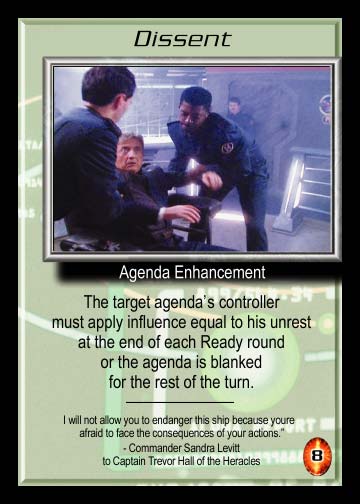 Dissent
Agenda Enhancement
The target agenda's controller
must apply influence equal to his unrest
at the end of each Ready round
or the agenda is blanked
for the rest of the turn.
I will not allow you to endanger this ship because youre
afraid to face the consequences of your actions."
- Commander Sandra Levitt
to Captain Trevor Hall of the Heracles
8